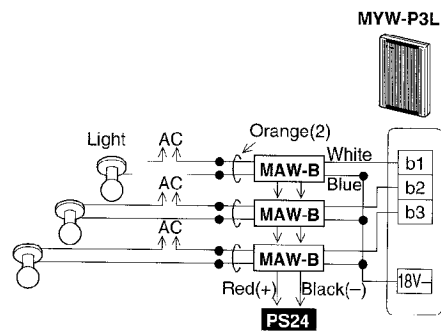 MYW-P3L
Light
AC
Orange(2)
White
MAW-B
b1
Blue
b2
AC
MAW-B
b3
AC
MAW-B
18V–
Red(+)
Black(–)
PS24